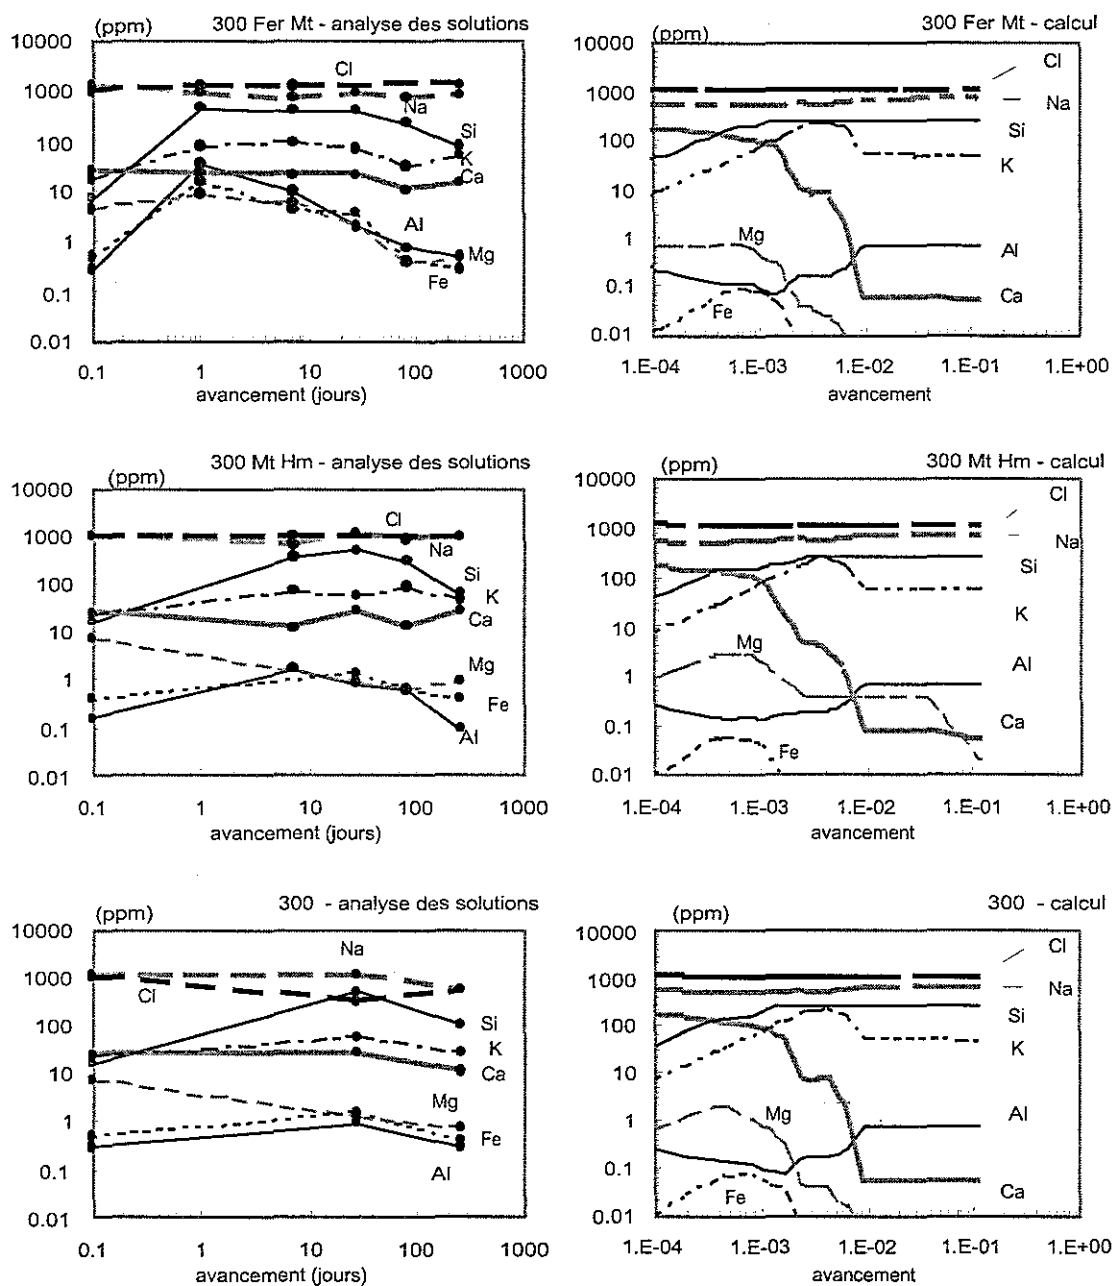 (ppm) 300 Fer Mt - analyse des solutions
10000
1000
100
10
1
0.1
0.01
Cl
Na
Si
K
Ca
Al
Mg
Fe
0.1 1 10 100 1000
avancement (jours)
(ppm) 300 Fer Mt - calcul
10000
1000
100
10
1
0.1
0.01
Cl
Na
Si
K
Mg
Al
Ca
Fe
1.E-04 1.E-03 1.E-02 1.E-01 1.E+00
avancement
(ppm) 300 Mt Hm - analyse des solutions
10000
1000
100
10
1
0.1
0.01
Cl
Na
Si
K
Ca
Mg
Fe
Al
0.1 1 10 100 1000
avancement (jours)
(ppm) 300 Mt Hm - calcul
10000
1000
100
10
1
0.1
0.01
Cl
Na
Si
K
Mg
Al
Ca
Fe
1.E-04 1.E-03 1.E-02 1.E-01 1.E+00
avancement
(ppm) 300 - analyse des solutions
10000
1000
100
10
1
0.1
0.01
Na
Cl
Si
K
Ca
Mg
Fe
Al
0.1 1 10 100 1000
avancement (jours)
(ppm) 300 - calcul
10000
1000
100
10
1
0.1
0.01
Cl
Na
Si
K
Mg
Al
Ca
Fe
1.E-04 1.E-03 1.E-02 1.E-01 1.E+00
avancement